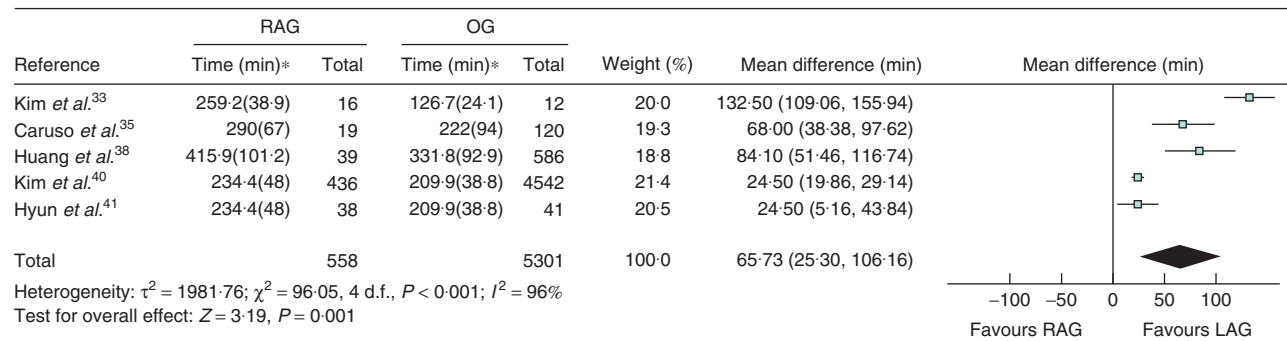 RAG OG
Reference Time (min)* Total Time (min)* Total Weight (%) Mean difference (min) Mean difference (min)
Kim et al.33 259·2(38·9) 16 126·7(24·1) 12 20·0 132·50 (109·06, 155·94)
Caruso et al.35 290(67) 19 222(94) 120 19·3 68·00 (38·38, 97·62)
Huang et al.38 415·9(101·2) 39 331·8(92·9) 586 18·8 84·10 (51·46, 116·74)
Kim et al.40 234·4(48) 436 209·9(38·8) 4542 21·4 24·50 (19·86, 29·14)
Hyun et al.41 234·4(48) 38 209·9(38·8) 41 20·5 24·50 (5·16, 43·84)
Total 558 5301 100·0 65·73 (25·30, 106·16)
Heterogeneity: τ² = 1981·76; χ² = 96·05, 4 d.f., P < 0·001; I² = 96%
Test for overall effect: Z = 3·19, P = 0·001
−100 −50 0 50 100
Favours RAG Favours LAG